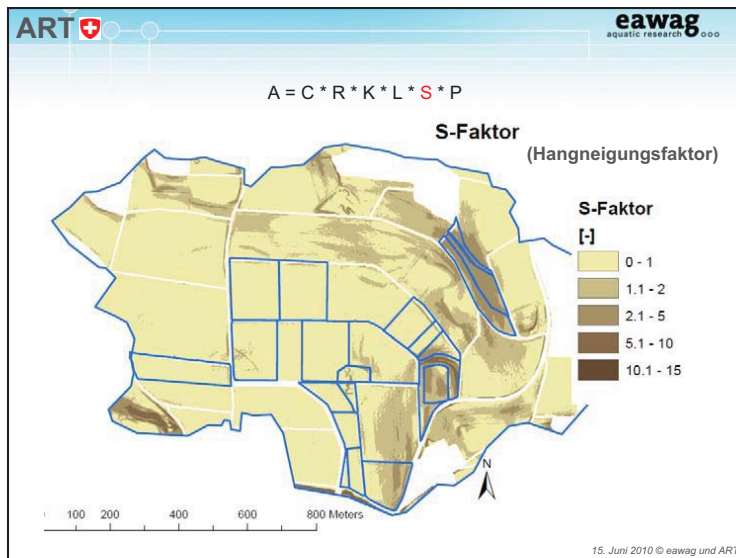 ART
eawag
aquatic research
A = C * R * K * L * S * P
S-Faktor
(Hangneigungsfaktor)
S-Faktor
[-]
0 - 1
1.1 - 2
2.1 - 5
5.1 - 10
10.1 - 15
N
100 200 400 600 800 Meters
15. Juni 2010 © eawag und ART